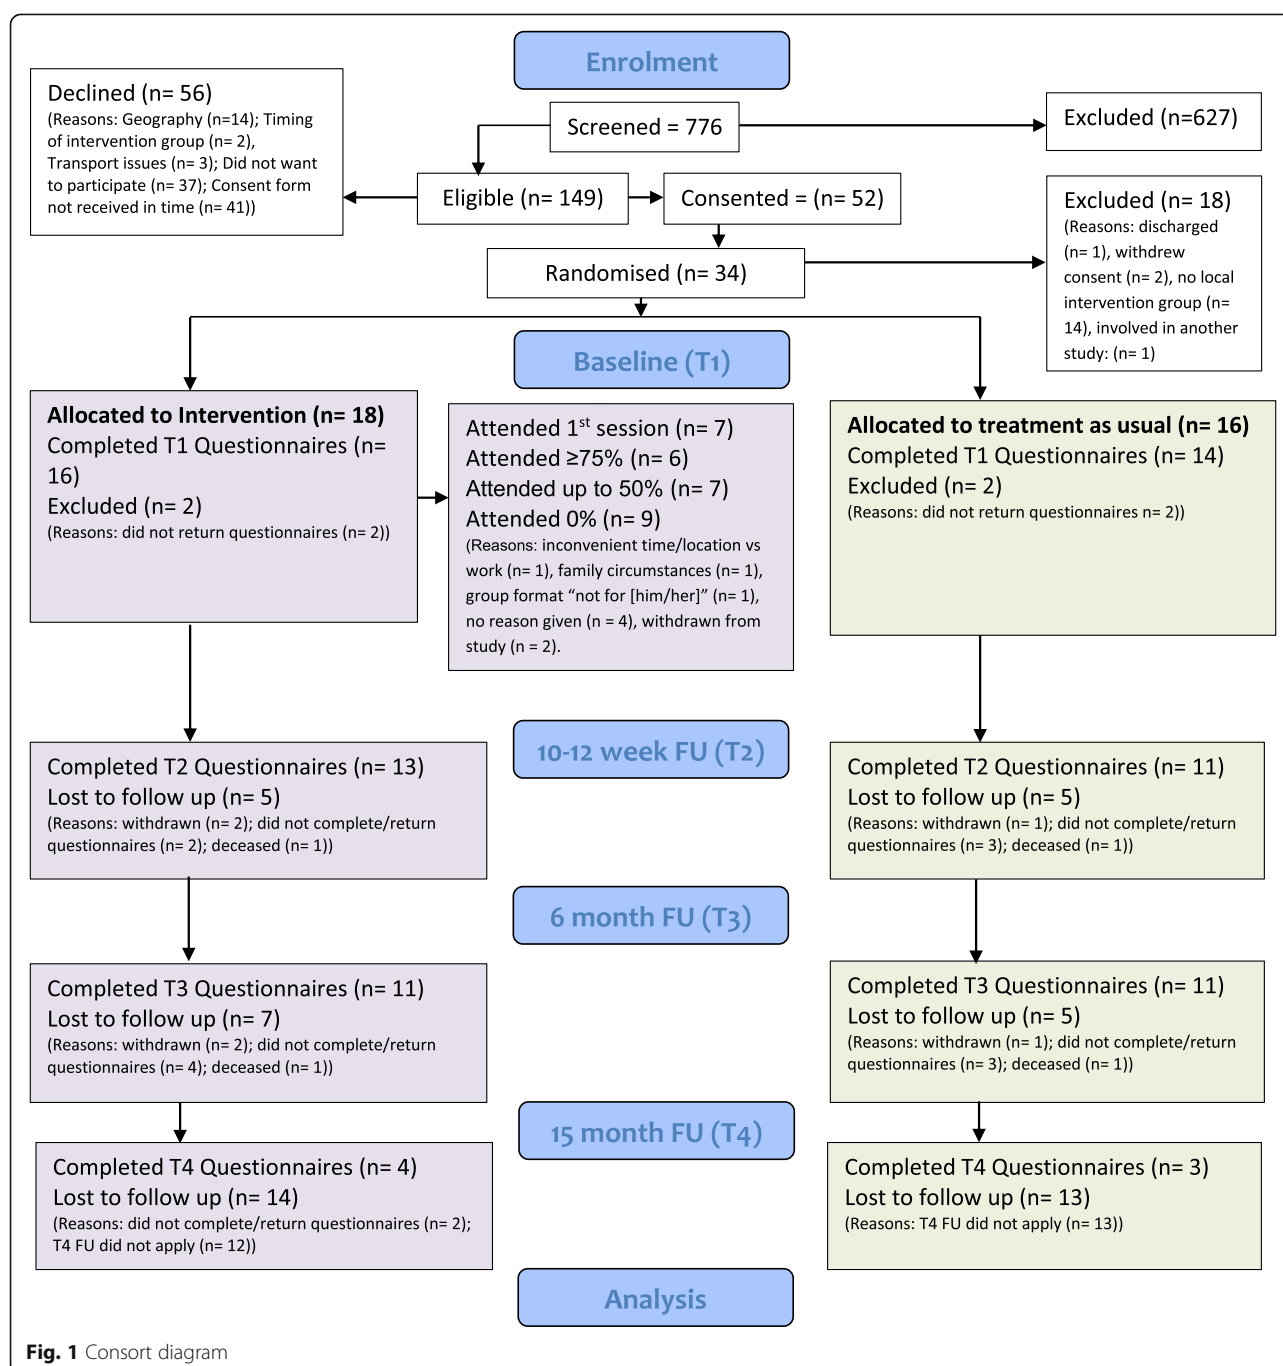 Enrolment
Declined (n= 56)
(Reasons: Geography (n=14); Timing
of intervention group (n= 2),
Transport issues (n= 3); Did not want
to participate (n= 37); Consent form
not received in time (n= 41))
Screened = 776
Excluded (n=627)
Eligible (n= 149)
Consented = (n= 52)
Excluded (n= 18)
(Reasons: discharged
(n= 1), withdrew
consent (n= 2), no local
intervention group (n=
14), involved in another
study: (n= 1)
Randomised (n= 34)
Baseline (T1)
Allocated to Intervention (n= 18)
Completed T1 Questionnaires (n=
16)
Excluded (n= 2)
(Reasons: did not return questionnaires (n= 2))
Attended 1st session (n= 7)
Attended ≥75% (n= 6)
Attended up to 50% (n= 7)
Attended 0% (n= 9)
(Reasons: inconvenient time/location vs
work (n= 1), family circumstances (n= 1),
group format “not for [him/her]” (n= 1),
no reason given (n = 4), withdrawn from
study (n = 2).
Allocated to treatment as usual (n= 16)
Completed T1 Questionnaires (n= 14)
Excluded (n= 2)
(Reasons: did not return questionnaires n= 2))
10-12 week FU (T2)
Completed T2 Questionnaires (n= 13)
Lost to follow up (n= 5)
(Reasons: withdrawn (n= 2); did not complete/return
questionnaires (n= 2); deceased (n= 1))
Completed T2 Questionnaires (n= 11)
Lost to follow up (n= 5)
(Reasons: withdrawn (n= 1); did not complete/return
questionnaires (n= 3); deceased (n= 1))
6 month FU (T3)
Completed T3 Questionnaires (n= 11)
Lost to follow up (n= 7)
(Reasons: withdrawn (n= 2); did not complete/return
questionnaires (n= 4); deceased (n= 1))
Completed T3 Questionnaires (n= 11)
Lost to follow up (n= 5)
(Reasons: withdrawn (n= 1); did not complete/return
questionnaires (n= 3); deceased (n= 1))
15 month FU (T4)
Completed T4 Questionnaires (n= 4)
Lost to follow up (n= 14)
(Reasons: did not complete/return questionnaires (n= 2);
T4 FU did not apply (n= 12))
Completed T4 Questionnaires (n= 3)
Lost to follow up (n= 13)
(Reasons: T4 FU did not apply (n= 13))
Analysis
Fig. 1 Consort diagram